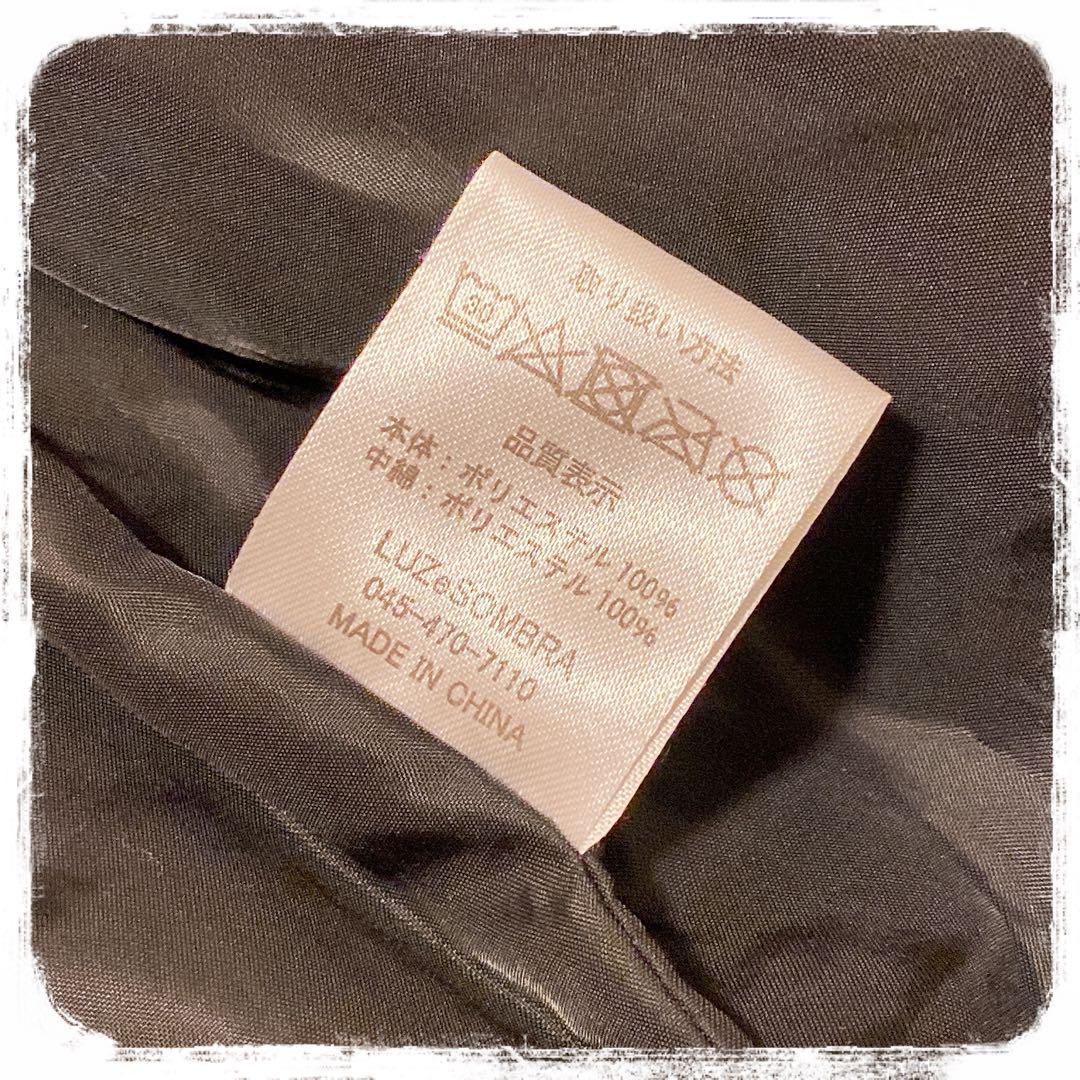 取り扱い方法
30
品質表示
本体：ポリエステル 100%
中綿：ポリエステル 100%
LUZeSOMBRA
045-470-7110
MADE IN CHINA